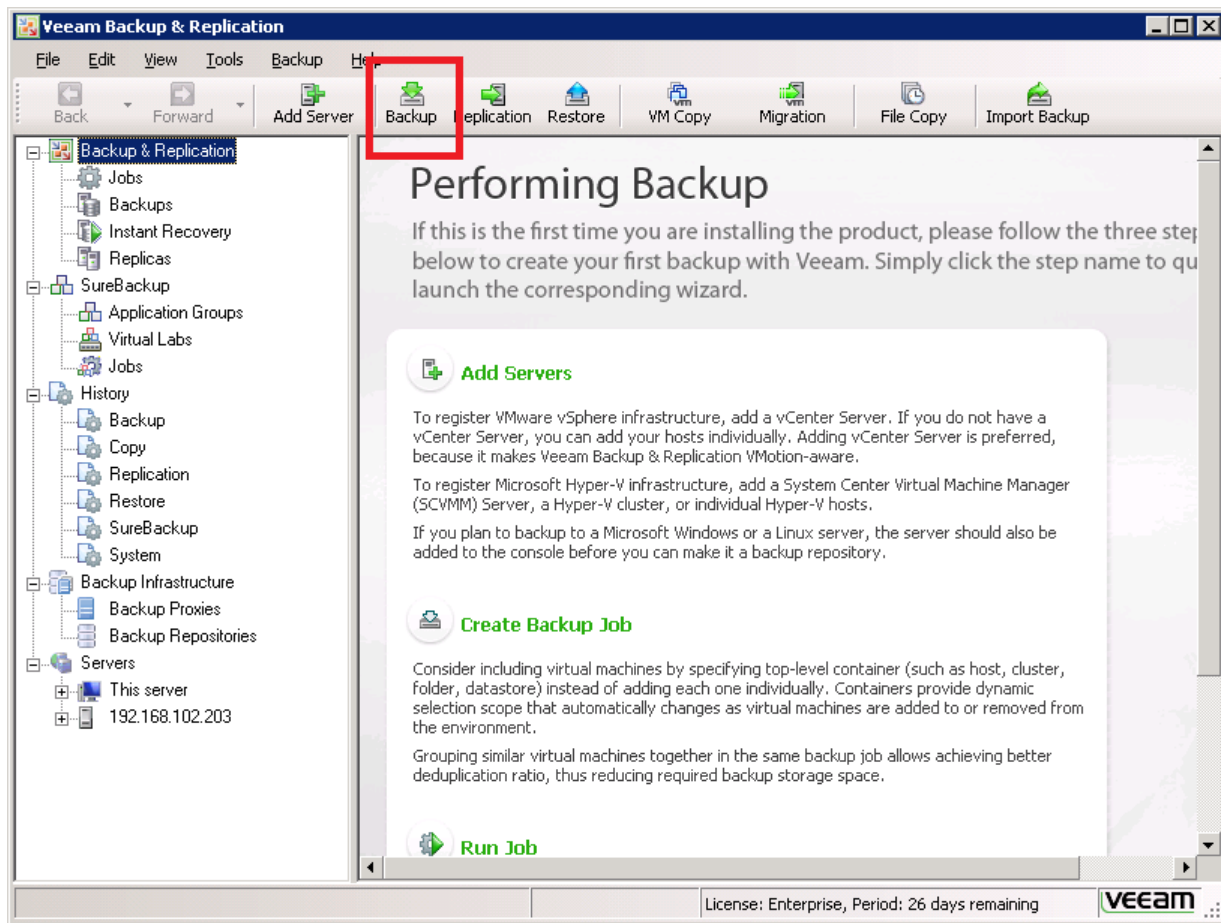 Veeam Backup & Replication
File Edit View Tools Backup
Back Forward Add Server Backup Replication Restore VM Copy Migration File Copy Import Backup
Backup & Replication
Jobs
Backups
Instant Recovery
Replicas
SureBackup
Application Groups
Virtual Labs
Jobs
History
Backup
Copy
Replication
Restore
SureBackup
System
Backup Infrastructure
Backup Proxies
Backup Repositories
Servers
This server
192.168.102.203
Performing Backup
If this is the first time you are installing the product, please follow the three
below to create your first backup with Veeam. Simply click the step name to
launch the corresponding wizard.
Add Servers
To register VMware vSphere infrastructure, add a vCenter Server. If you do not have a
vCenter Server, you can add your hosts individually. Adding vCenter Server is preferred,
because it makes Veeam Backup & Replication VMotion-aware.
To register Microsoft Hyper-V infrastructure, add a System Center Virtual Machine Manager
(SCVMM) Server, a Hyper-V cluster, or individual Hyper-V hosts.
If you plan to backup to a Microsoft Windows or a Linux server, the server should also be
added to the console before you can make it a backup repository.
Create Backup Job
Consider including virtual machines by specifying top-level container (such as host, cluster,
folder, datastore) instead of adding each one individually. Containers provide dynamic
selection scope that automatically changes as virtual machines are added to or removed from
the environment.
Grouping similar virtual machines together in the same backup job allows achieving better
deduplication ratio, thus reducing required backup storage space.
Run Job
License: Enterprise, Period: 26 days remaining
veeam